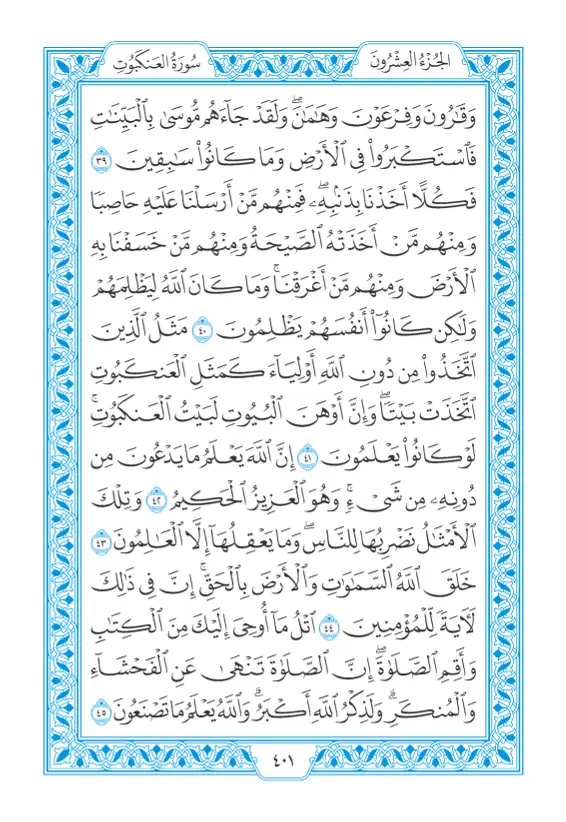 سُورَةُ العَنكَبُوتِ
الجُزْءُ العِشْرُونَ
وَقَٰرُونَ وَفِرْعَوْنَ وَهَٰمَٰنَۖ وَلَقَدْ جَآءَهُم مُّوسَىٰ بِٱلْبَيِّنَٰتِ
فَٱسْتَكْبَرُوا۟ فِى ٱلْأَرْضِ وَمَا كَانُوا۟ سَٰبِقِينَ ٣٩
فَكُلًّا أَخَذْنَا بِذَنۢبِهِۦۖ فَمِنْهُم مَّنْ أَرْسَلْنَا عَلَيْهِ حَاصِبًا
وَمِنْهُم مَّنْ أَخَذَتْهُ ٱلصَّيْحَةُ وَمِنْهُم مَّنْ خَسَفْنَا بِهِ
ٱلْأَرْضَ وَمِنْهُم مَّنْ أَغْرَقْنَاۚ وَمَا كَانَ ٱللَّهُ لِيَظْلِمَهُمْ
وَلَٰكِن كَانُوٓا۟ أَنفُسَهُمْ يَظْلِمُونَ ٤٠ مَثَلُ ٱلَّذِينَ
ٱتَّخَذُوا۟ مِن دُونِ ٱللَّهِ أَوْلِيَآءَ كَمَثَلِ ٱلْعَنكَبُوتِ
ٱتَّخَذَتْ بَيْتًاۖ وَإِنَّ أَوْهَنَ ٱلْبُيُوتِ لَبَيْتُ ٱلْعَنكَبُوتِۚ
لَوْ كَانُوا۟ يَعْلَمُونَ ٤١ إِنَّ ٱللَّهَ يَعْلَمُ مَا يَدْعُونَ مِن
دُونِهِۦ مِن شَىْءٍۚ وَهُوَ ٱلْعَزِيزُ ٱلْحَكِيمُ ٤٢ وَتِلْكَ
ٱلْأَمْثَٰلُ نَضْرِبُهَا لِلنَّاسِۖ وَمَا يَعْقِلُهَآ إِلَّا ٱلْعَٰلِمُونَ ٤٣
خَلَقَ ٱللَّهُ ٱلسَّمَٰوَٰتِ وَٱلْأَرْضَ بِٱلْحَقِّۚ إِنَّ فِى ذَٰلِكَ
لَءَايَةً لِّلْمُؤْمِنِينَ ٤٤ ٱتْلُ مَآ أُوحِىَ إِلَيْكَ مِنَ ٱلْكِتَٰبِ
وَأَقِمِ ٱلصَّلَوٰةَۖ إِنَّ ٱلصَّلَوٰةَ تَنْهَىٰ عَنِ ٱلْفَحْشَآءِ
وَٱلْمُنكَرِۗ وَلَذِكْرُ ٱللَّهِ أَكْبَرُۗ وَٱللَّهُ يَعْلَمُ مَا تَصْنَعُونَ ٤٥
٤٠١